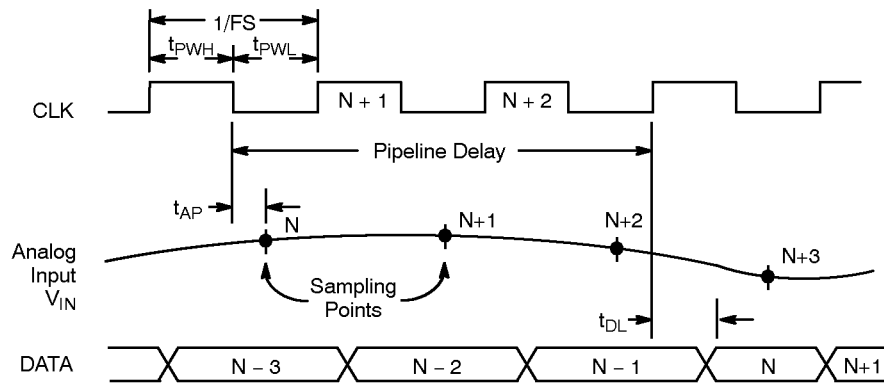 1/FS
tPWH tPWL
CLK N + 1 N + 2
Pipeline Delay
tAP
N N+1 N+2 N+3
Analog
Input
VIN
Sampling
Points
tDL
DATA N – 3 N – 2 N – 1 N N+1